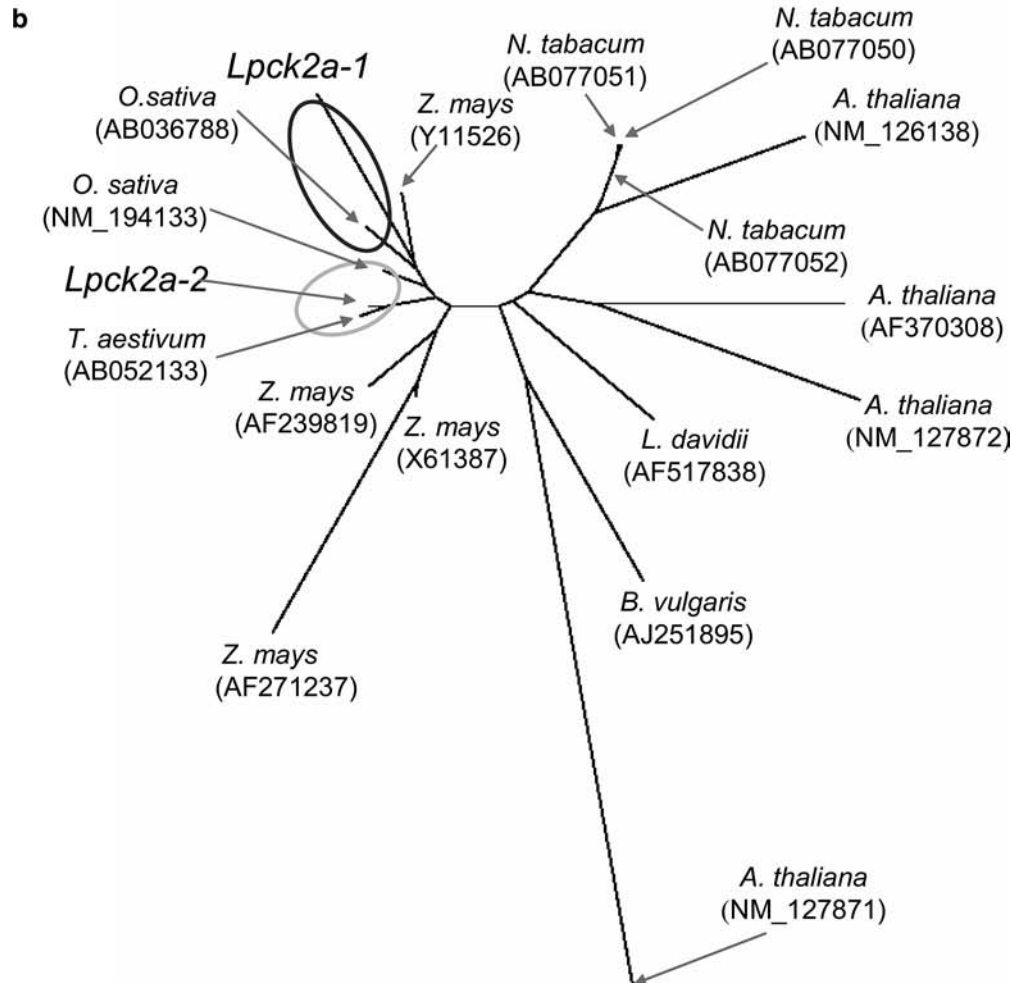 b
N. tabacum
(AB077050)
N. tabacum
(AB077051)
Lpck2a-1
O.sativa
(AB036788)
Z. mays
(Y11526)
A. thaliana
(NM_126138)
O. sativa
(NM_194133)
N. tabacum
(AB077052)
Lpck2a-2
A. thaliana
(AF370308)
T. aestivum
(AB052133)
Z. mays
(AF239819)
Z. mays
(X61387)
A. thaliana
(NM_127872)
L. davidii
(AF517838)
B. vulgaris
(AJ251895)
Z. mays
(AF271237)
A. thaliana
(NM_127871)